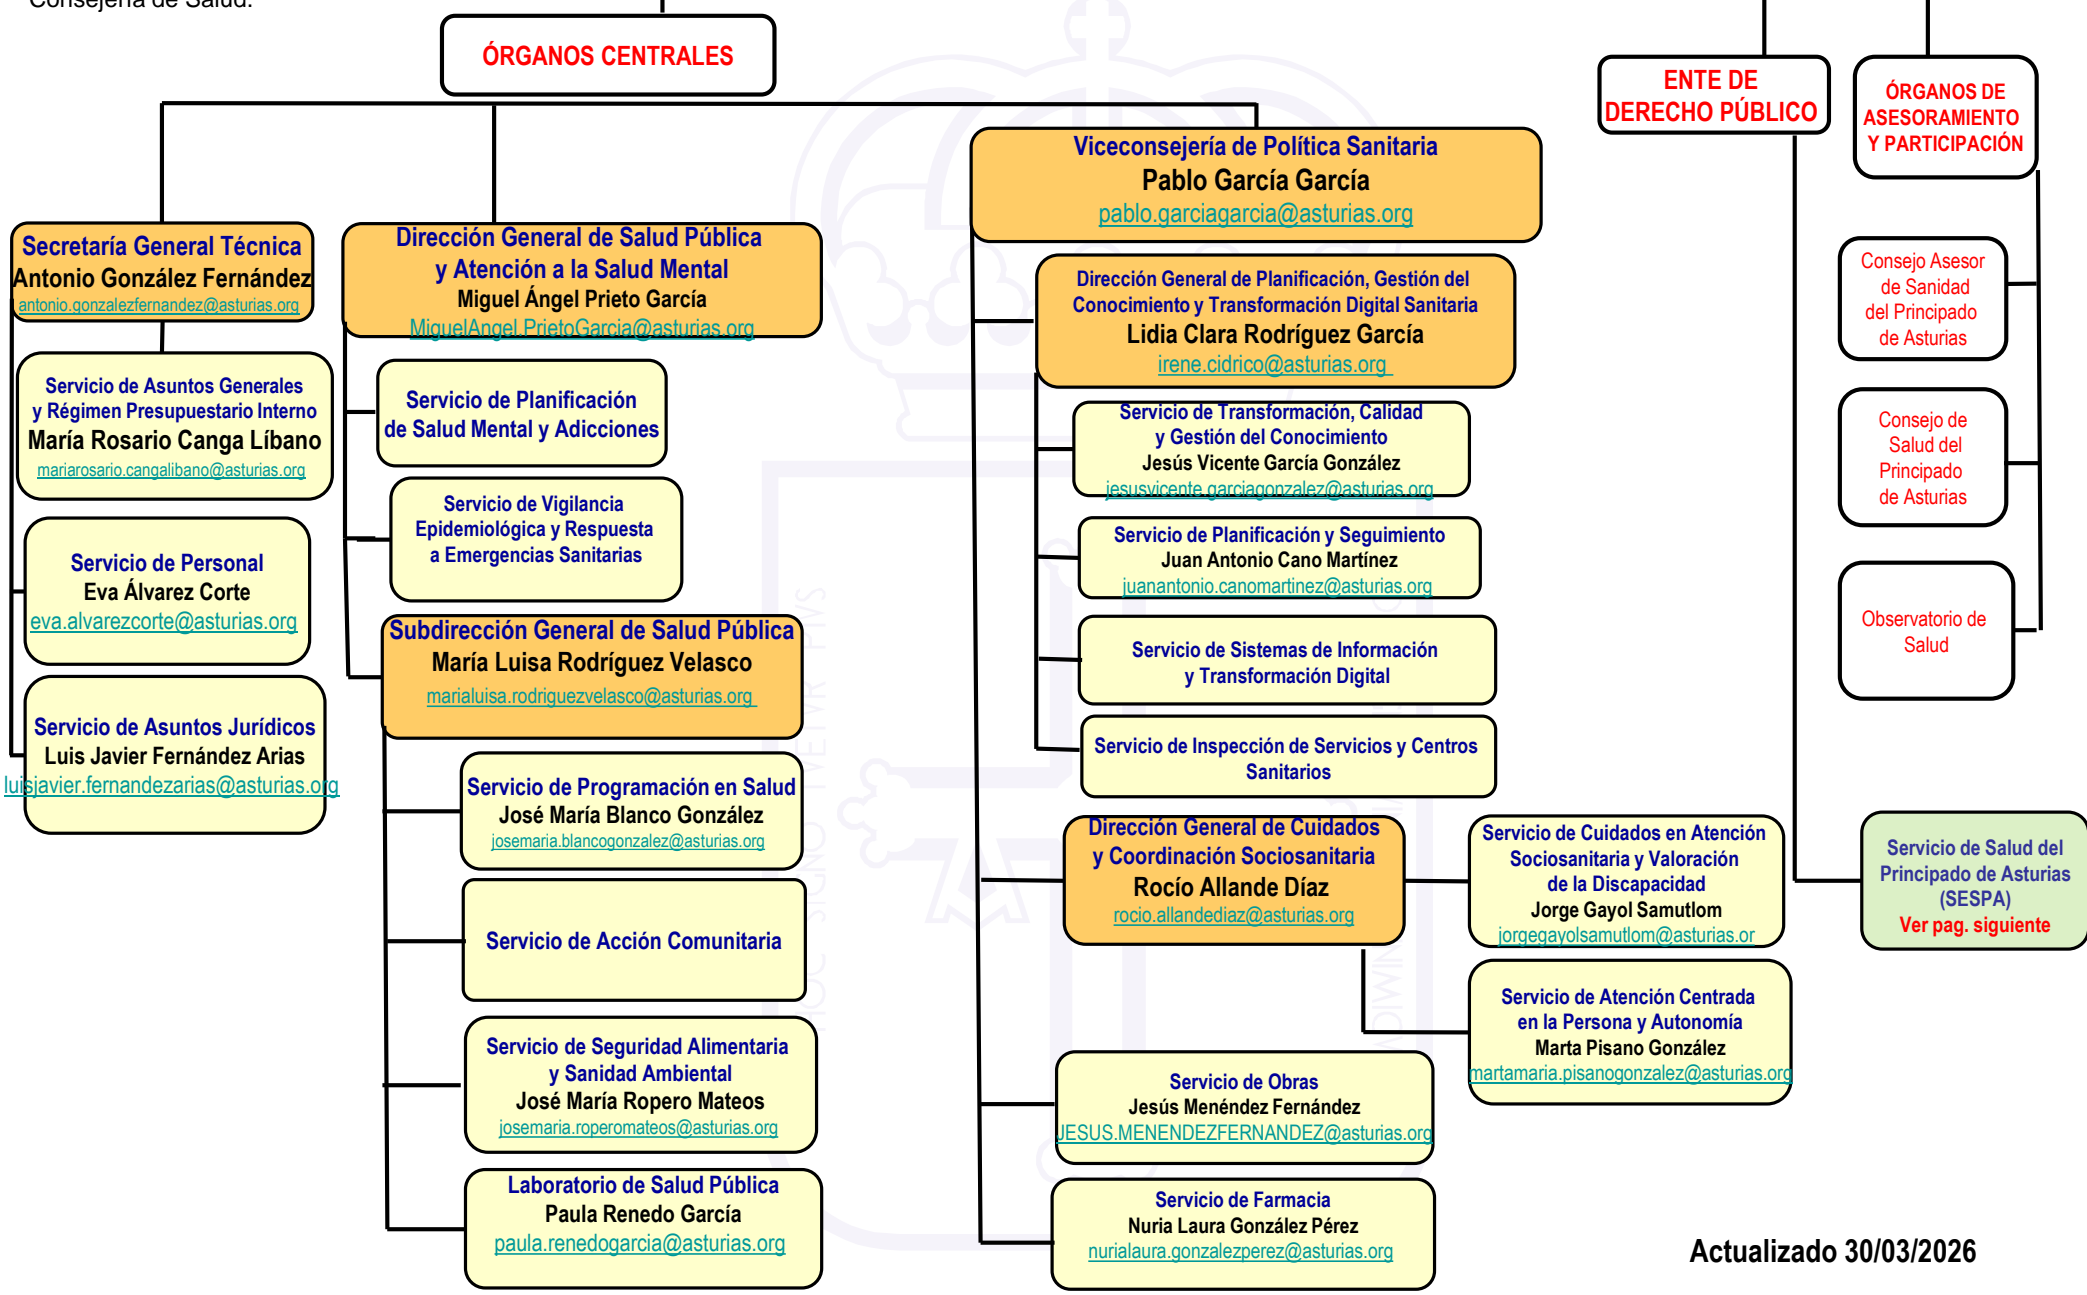 Consejería de Salud.
ÓRGANOS CENTRALES
ENTE DE
DERECHO PÚBLICO
ÓRGANOS DE
ASESORAMIENTO
Y PARTICIPACIÓN
Viceconsejería de Política Sanitaria
Pablo García García
pablo.garciagarcia@asturias.org
Secretaría General Técnica
Antonio González Fernández
antonio.gonzalezfernandez@asturias.org
Servicio de Asuntos Generales
y Régimen Presupuestario Interno
María Rosario Canga Líbano
mariarosario.cangalibano@asturias.org
Servicio de Personal
Eva Álvarez Corte
eva.alvarezcorte@asturias.org
Servicio de Asuntos Jurídicos
Luis Javier Fernández Arias
luisjavier.fernandezarias@asturias.org
Dirección General de Salud Pública
y Atención a la Salud Mental
Miguel Ángel Prieto García
MiguelAngel.PrietoGarcia@asturias.org
Servicio de Planificación
de Salud Mental y Adicciones
Servicio de Vigilancia
Epidemiológica y Respuesta
a Emergencias Sanitarias
Subdirección General de Salud Pública
María Luisa Rodríguez Velasco
marialuisa.rodriguezvelasco@asturias.org
Servicio de Programación en Salud
José María Blanco González
josemaria.blancogonzalez@asturias.org
Servicio de Acción Comunitaria
Servicio de Seguridad Alimentaria
y Sanidad Ambiental
José María Ropero Mateos
josemaria.roperomateos@asturias.org
Laboratorio de Salud Pública
Paula Renedo García
paula.renedogarcia@asturias.org
Dirección General de Planificación, Gestión del
Conocimiento y Transformación Digital Sanitaria
Lidia Clara Rodríguez García
irene.cidrico@asturias.org
Servicio de Transformación, Calidad
y Gestión del Conocimiento
Jesús Vicente García González
jesusvicente.garciagonzalez@asturias.org
Servicio de Planificación y Seguimiento
Juan Antonio Cano Martínez
juanantonio.canomartinez@asturias.org
Servicio de Sistemas de Información
y Transformación Digital
Servicio de Inspección de Servicios y Centros
Sanitarios
Dirección General de Cuidados
y Coordinación Sociosanitaria
Rocío Allande Díaz
rocio.allandediaz@asturias.org
Servicio de Cuidados en Atención
Sociosanitaria y Valoración
de la Discapacidad
Jorge Gayol Samutlom
jorgegayolsamutlom@asturias.or
Servicio de Atención Centrada
en la Persona y Autonomía
Marta Pisano González
martamaria.pisanogonzalez@asturias.org
Servicio de Obras
Jesús Menéndez Fernández
JESUS.MENENDEZFERNANDEZ@asturias.org
Servicio de Farmacia
Nuria Laura González Pérez
nurialaura.gonzalezperez@asturias.org
Consejo Asesor
de Sanidad
del Principado
de Asturias
Consejo de
Salud del
Principado
de Asturias
Observatorio de
Salud
Servicio de Salud del
Principado de Asturias
(SESPA)
Ver pag. siguiente
Actualizado 30/03/2026